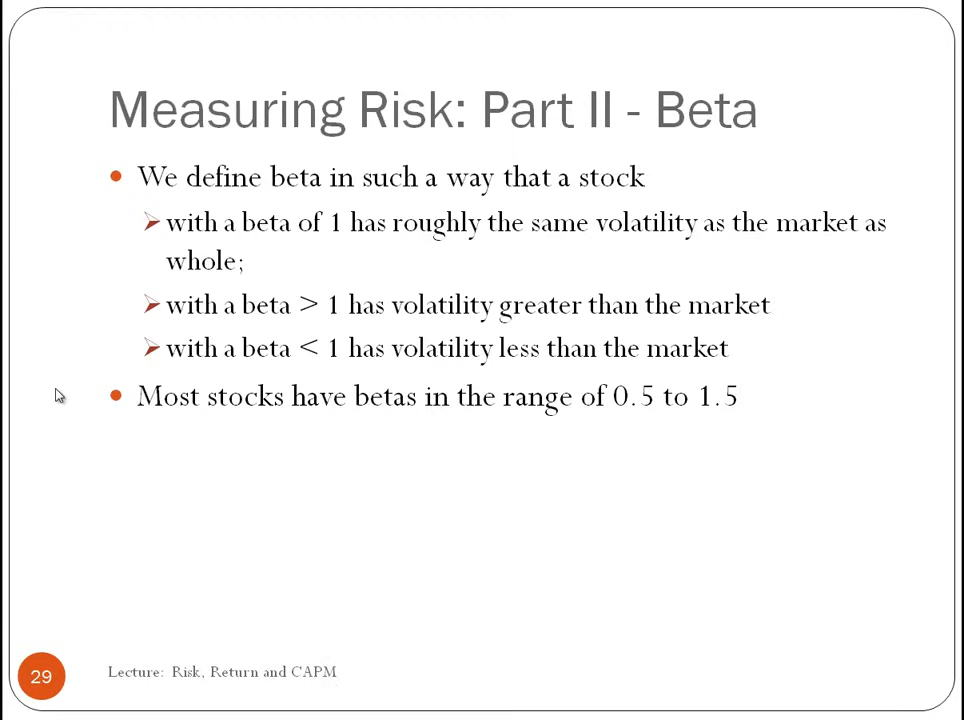 Measuring Risk: Part II - Beta
We define beta in such a way that a stock
with a beta of 1 has roughly the same volatility as the market as
whole;
with a beta > 1 has volatility greater than the market
with a beta < 1 has volatility less than the market
Most stocks have betas in the range of 0.5 to 1.5
29
Lecture: Risk, Return and CAPM